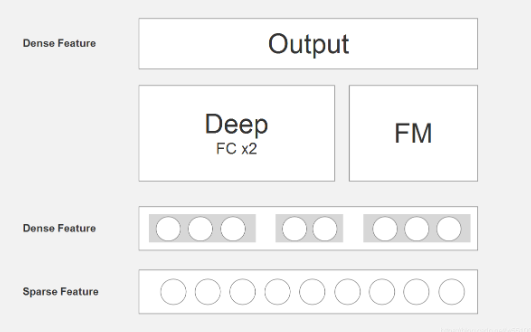 Dense Feature
Output
Deep
FC x2
FM
Dense Feature
Sparse Feature